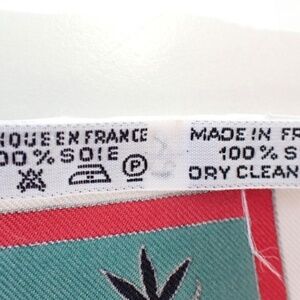 QUE EN FRANCE
00% SOIE
P
MADE IN FR
100% S
DRY CLEAN